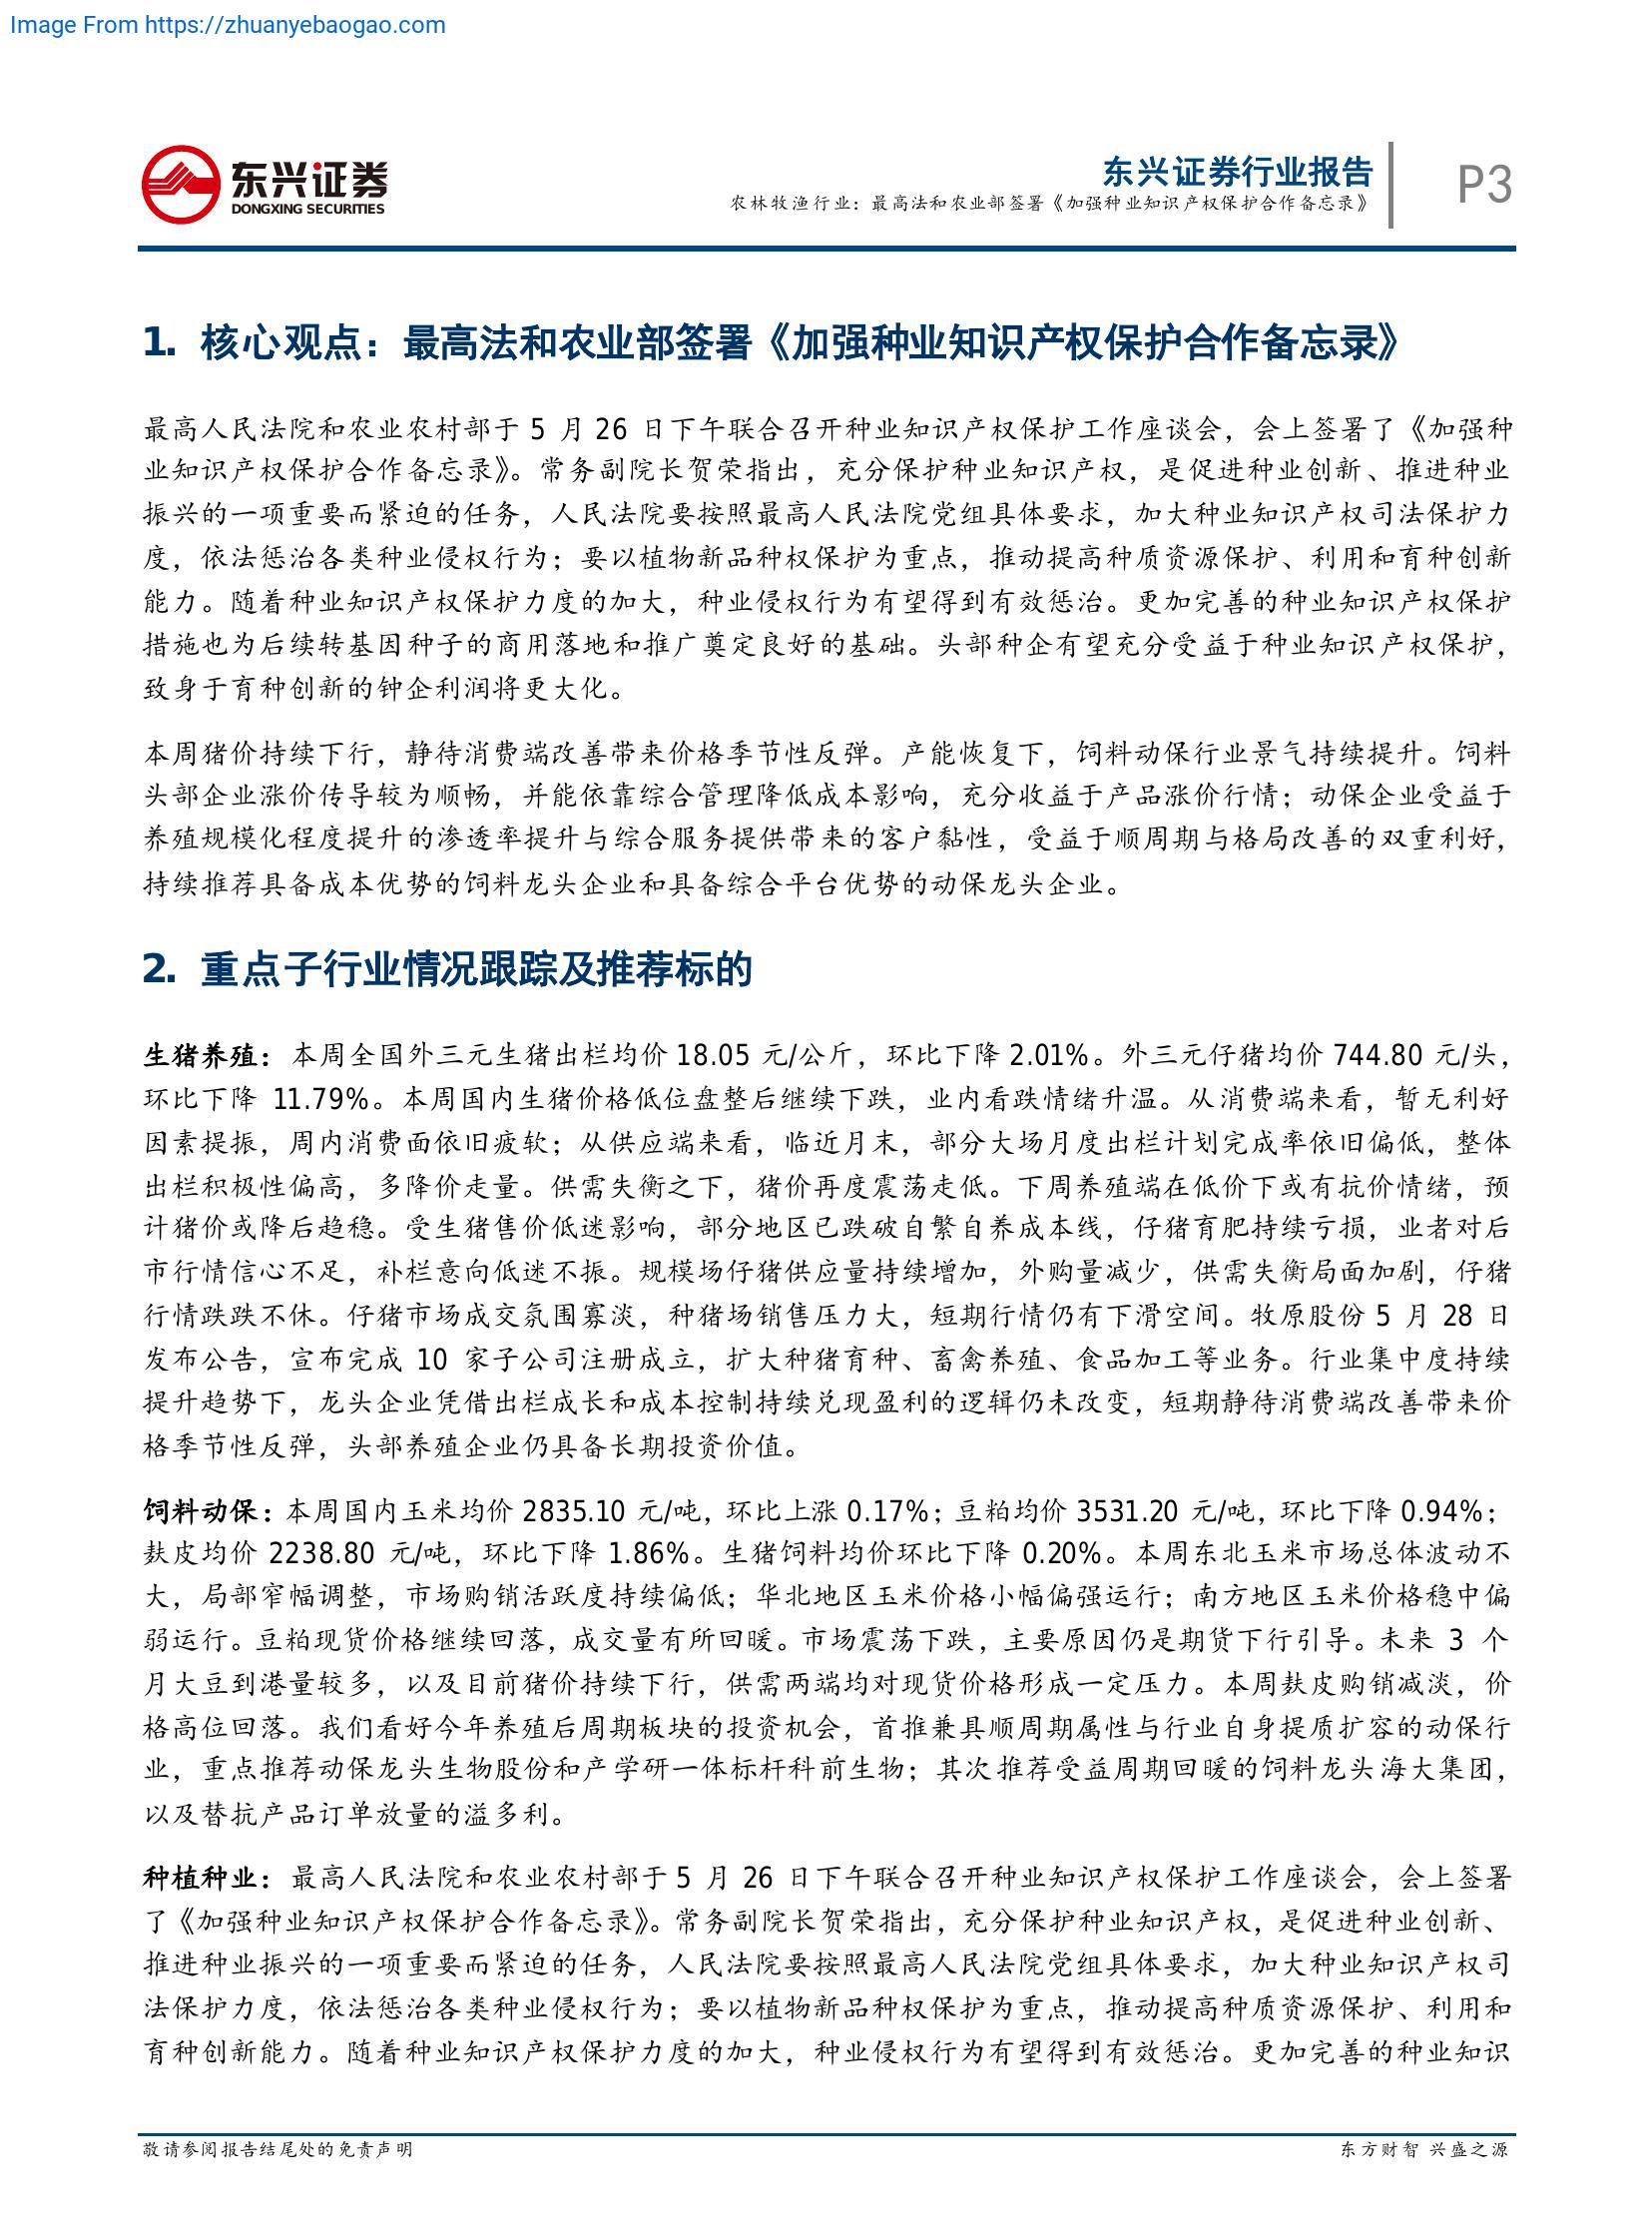 Image From https://zhuanyebaogao.com
东兴证券
DONGXING SECURITIES
东兴证券行业报告
农林牧渔行业：最高法和农业部签署《加强种业知识产权保护合作备忘录》
P3
1. 核心观点：最高法和农业部签署《加强种业知识产权保护合作备忘录》
最高人民法院和农业农村部于 5 月 26 日下午联合召开种业知识产权保护工作座谈会，会上签署了《加强种
业知识产权保护合作备忘录》。常务副院长贺荣指出，充分保护种业知识产权，是促进种业创新、推进种业
振兴的一项重要而紧迫的任务，人民法院要按照最高人民法院党组具体要求，加大种业知识产权司法保护力
度，依法惩治各类种业侵权行为；要以植物新品种权保护为重点，推动提高种质资源保护、利用和育种创新
能力。随着种业知识产权保护力度的加大，种业侵权行为有望得到有效惩治。更加完善的种业知识产权保护
措施也为后续转基因种子的商用落地和推广奠定良好的基础。头部种企有望充分受益于种业知识产权保护，
致身于育种创新的钟企利润将更大化。
本周猪价持续下行，静待消费端改善带来价格季节性反弹。产能恢复下，饲料动保行业景气持续提升。饲料
头部企业涨价传导较为顺畅，并能依靠综合管理降低成本影响，充分收益于产品涨价行情；动保企业受益于
养殖规模化程度提升的渗透率提升与综合服务提供带来的客户黏性，受益于顺周期与格局改善的双重利好，
持续推荐具备成本优势的饲料龙头企业和具备综合平台优势的动保龙头企业。
2. 重点子行业情况跟踪及推荐标的
生猪养殖：本周全国外三元生猪出栏均价 18.05 元/公斤，环比下降 2.01%。外三元仔猪均价 744.80 元/头，
环比下降 11.79%。本周国内生猪价格低位盘整后继续下跌，业内看跌情绪升温。从消费端来看，暂无利好
因素提振，周内消费面依旧疲软；从供应端来看，临近月末，部分大场月度出栏计划完成率依旧偏低，整体
出栏积极性偏高，多降价走量。供需失衡之下，猪价再度震荡走低。下周养殖端在低价下或有抗价情绪，预
计猪价或降后趋稳。受生猪售价低迷影响，部分地区已跌破自繁自养成本线，仔猪育肥持续亏损，业者对后
市行情信心不足，补栏意向低迷不振。规模场仔猪供应量持续增加，外购量减少，供需失衡局面加剧，仔猪
行情跌跌不休。仔猪市场成交氛围寡淡，种猪场销售压力大，短期行情仍有下滑空间。牧原股份 5 月 28 日
发布公告，宣布完成 10 家子公司注册成立，扩大种猪育种、畜禽养殖、食品加工等业务。行业集中度持续
提升趋势下，龙头企业凭借出栏成长和成本控制持续兑现盈利的逻辑仍未改变，短期静待消费端改善带来价
格季节性反弹，头部养殖企业仍具备长期投资价值。
饲料动保：本周国内玉米均价 2835.10 元/吨，环比上涨 0.17%；豆粕均价 3531.20 元/吨，环比下降 0.94%；
麸皮均价 2238.80 元/吨，环比下降 1.86%。生猪饲料均价环比下降 0.20%。本周东北玉米市场总体波动不
大，局部窄幅调整，市场购销活跃度持续偏低；华北地区玉米价格小幅偏强运行；南方地区玉米价格稳中偏
弱运行。豆粕现货价格继续回落，成交量有所回暖。市场震荡下跌，主要原因仍是期货下行引导。未来 3 个
月大豆到港量较多，以及目前猪价持续下行，供需两端均对现货价格形成一定压力。本周麸皮购销减淡，价
格高位回落。我们看好今年养殖后周期板块的投资机会，首推兼具顺周期属性与行业自身提质扩容的动保行
业，重点推荐动保龙头生物股份和产学研一体标杆科前生物；其次推荐受益周期回暖的饲料龙头海大集团，
以及替抗产品订单放量的溢多利。
种植种业：最高人民法院和农业农村部于 5 月 26 日下午联合召开种业知识产权保护工作座谈会，会上签署
了《加强种业知识产权保护合作备忘录》。常务副院长贺荣指出，充分保护种业知识产权，是促进种业创新、
推进种业振兴的一项重要而紧迫的任务，人民法院要按照最高人民法院党组具体要求，加大种业知识产权司
法保护力度，依法惩治各类种业侵权行为；要以植物新品种权保护为重点，推动提高种质资源保护、利用和
育种创新能力。随着种业知识产权保护力度的加大，种业侵权行为有望得到有效惩治。更加完善的种业知识
敬请参阅报告结尾处的免责声明
东方财智 兴盛之源